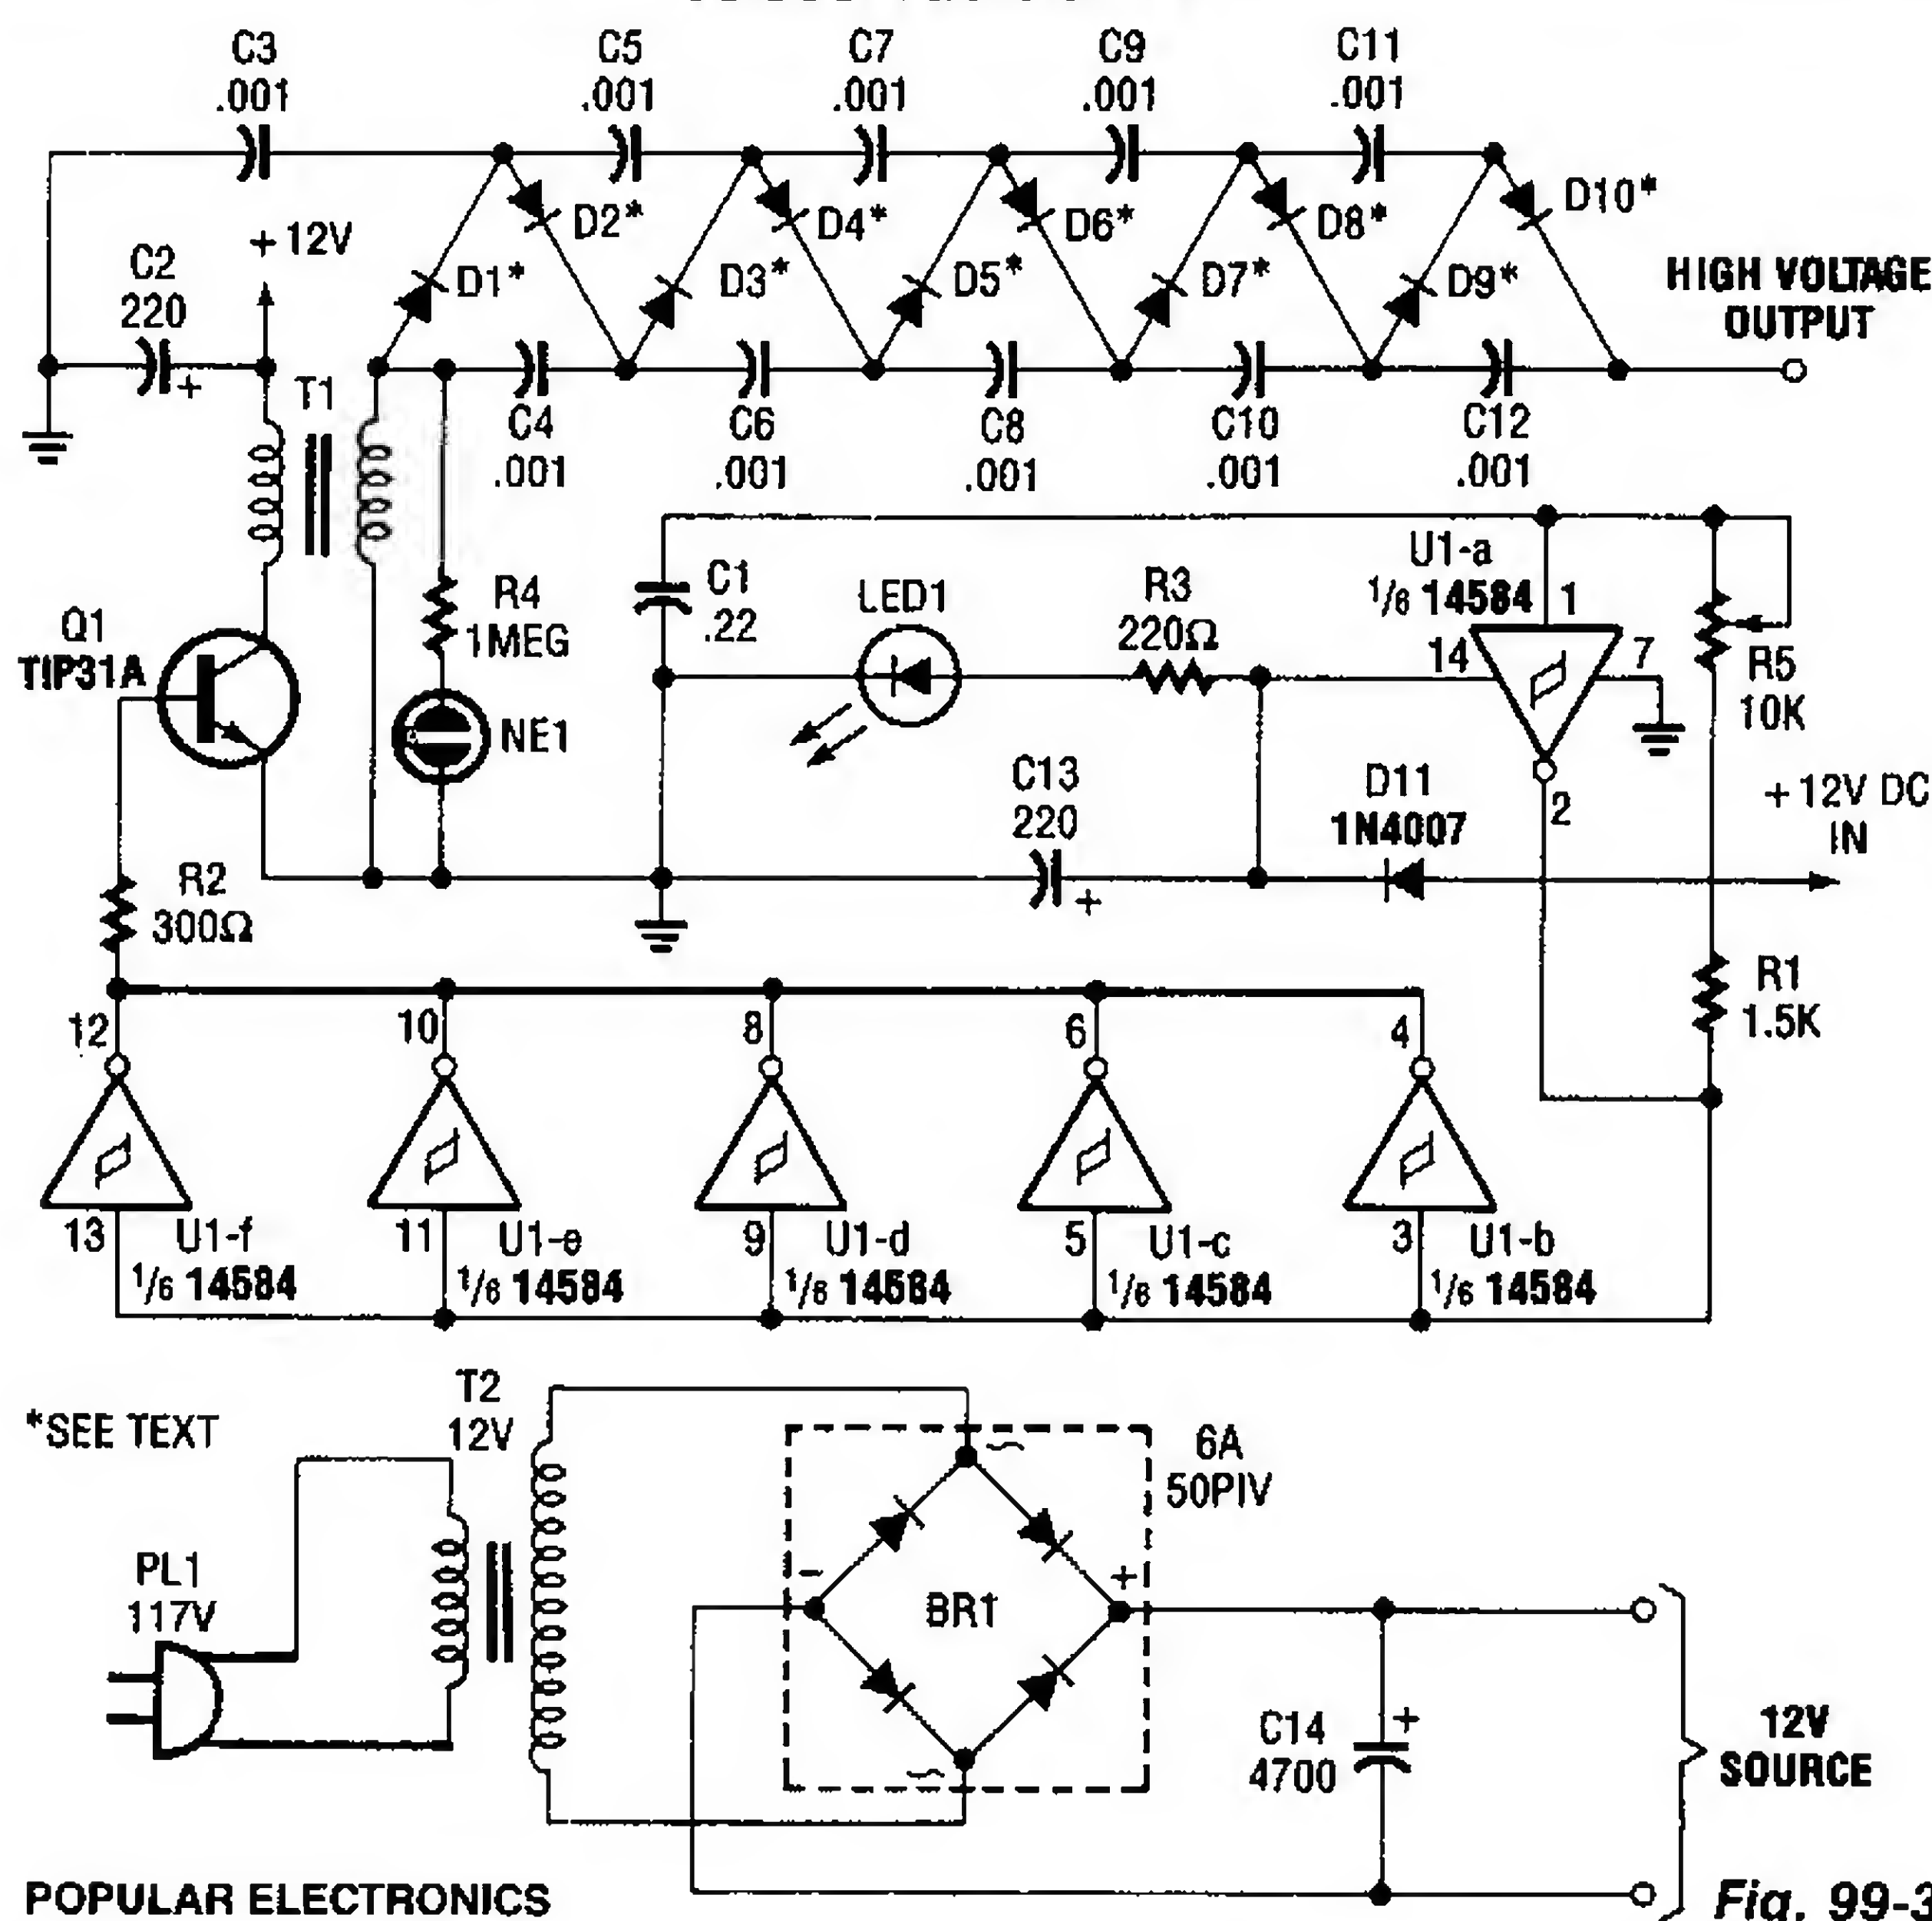 C3
.001
C5
.001
C7
.001
C9
.001
C11
.001
D10*
D2*
D4*
D6*
D8*
+12V
C2
220
+
D1*
D3*
D5*
D7*
D9*
HIGH VOLTAGE
OUTPUT
T1
C4
.001
C6
.001
C8
.001
C10
.001
C12
.001
Q1
TIP31A
R4
1MEG
NE1
C1
.22
LED1
R3
220Ω
U1-a
1/6 14584
1
14
7
2
R5
10K
C13
220
+
D11
1N4007
+12V DC
IN
R2
300Ω
R1
1.5K
12
10
8
6
4
13
U1-f
1/6 14584
11
U1-e
1/6 14584
9
U1-d
1/6 14584
5
U1-c
1/6 14584
3
U1-b
1/6 14584
*SEE TEXT
T2
12V
6A
50PIV
~
-
+
BR1
~
PL1
117V
C14
4700
+
12V
SOURCE
POPULAR ELECTRONICS
Fig. 99-3